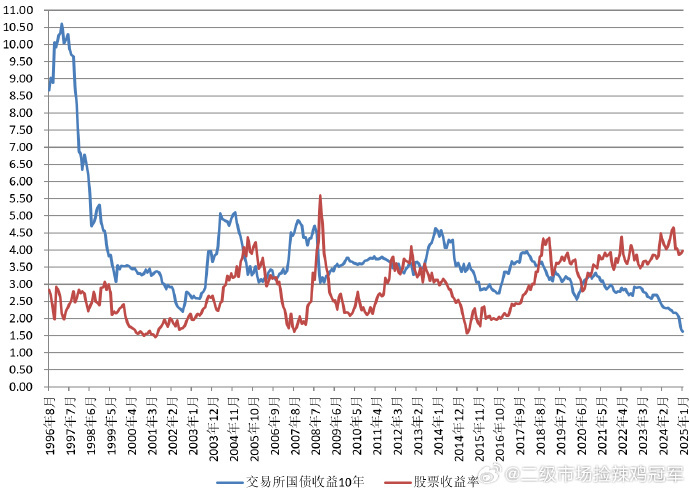 11.00
10.50
10.00
9.50
9.00
8.50
8.00
7.50
7.00
6.50
6.00
5.50
5.00
4.50
4.00
3.50
3.00
2.50
2.00
1.50
1.00
0.50
0.00
1996年8月
1997年7月
1998年6月
1999年5月
2000年4月
2001年3月
2002年2月
2003年1月
2003年12月
2004年11月
2005年10月
2006年9月
2007年8月
2008年7月
2009年6月
2010年5月
2011年4月
2012年3月
2013年2月
2014年1月
2014年12月
2015年11月
2016年10月
2017年9月
2018年8月
2019年7月
2020年6月
2021年5月
2022年4月
2023年3月
2024年2月
2025年1月
交易所国债收益10年
股票收益率
@二级市场捡辣鸡冠军